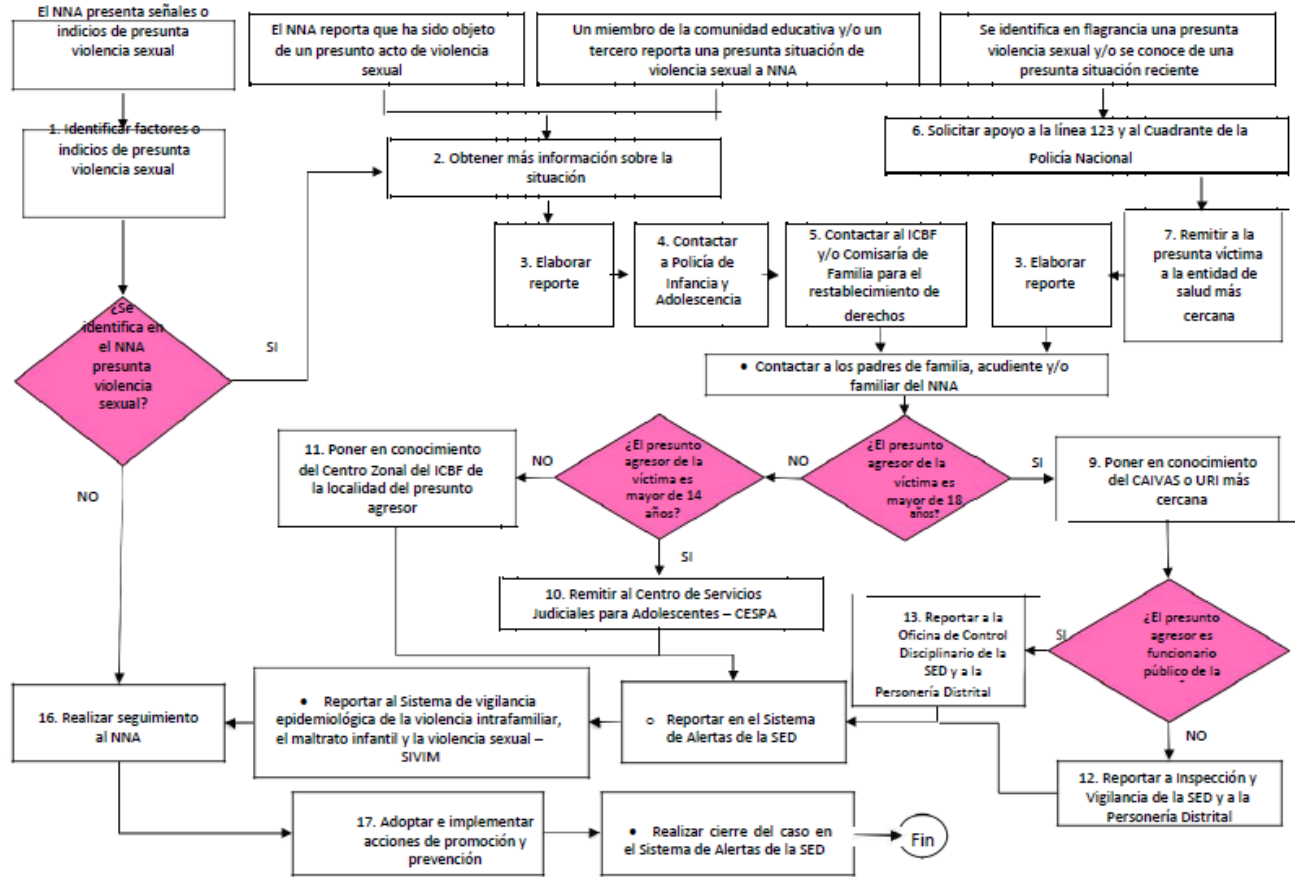 El NNA presenta señales o
indicios de presunta
violencia sexual
El NNA reporta que ha sido objeto
de un presunto acto de violencia
sexual
Un miembro de la comunidad educativa y/o un
tercero reporta una presunta situación de
violencia sexual a NNA
Se identifica en flagrancia una presunta
violencia sexual y/o se conoce de una
presunta situación reciente
1. Identificar factores o
indicios de presunta
violencia sexual
2. Obtener más información sobre la
situación
6. Solicitar apoyo a la línea 123 y al Cuadrante de la
Policía Nacional
3. Elaborar
reporte
4. Contactar
a Policía de
Infancia y
Adolescencia
5. Contactar al ICBF
y/o Comisaría de
Familia para el
restablecimiento de
derechos
3. Elaborar
reporte
7. Remitir a la
presunta víctima
a la entidad de
salud más
cercana
¿Se
identifica en
el NNA
presunta
violencia
sexual?
SI
• Contactar a los padres de familia, acudiente y/o
familiar del NNA
11. Poner en conocimiento
del Centro Zonal del ICBF de
la localidad del presunto
agresor
NO
¿El presunto
agresor de la
víctima es
mayor de 14
años?
NO
¿El presunto
agresor de la
víctima es
mayor de 18
años?
SI
9. Poner en conocimiento
del CAIVAS o URI más
cercana
NO
SI
10. Remitir al Centro de Servicios
Judiciales para Adolescentes – CESPA
13. Reportar a la
Oficina de Control
Disciplinario de la
SED y a la
Personería Distrital
SI
¿El presunto
agresor es
funcionario
público de la
16. Realizar seguimiento
al NNA
• Reportar al Sistema de vigilancia
epidemiológica de la violencia intrafamiliar,
el maltrato infantil y la violencia sexual –
SIVIM
○ Reportar en el Sistema
de Alertas de la SED
NO
12. Reportar a Inspección y
Vigilancia de la SED y a la
Personería Distrital
17. Adoptar e implementar
acciones de promoción y
prevención
• Realizar cierre del caso en
el Sistema de Alertas de la SED
Fin